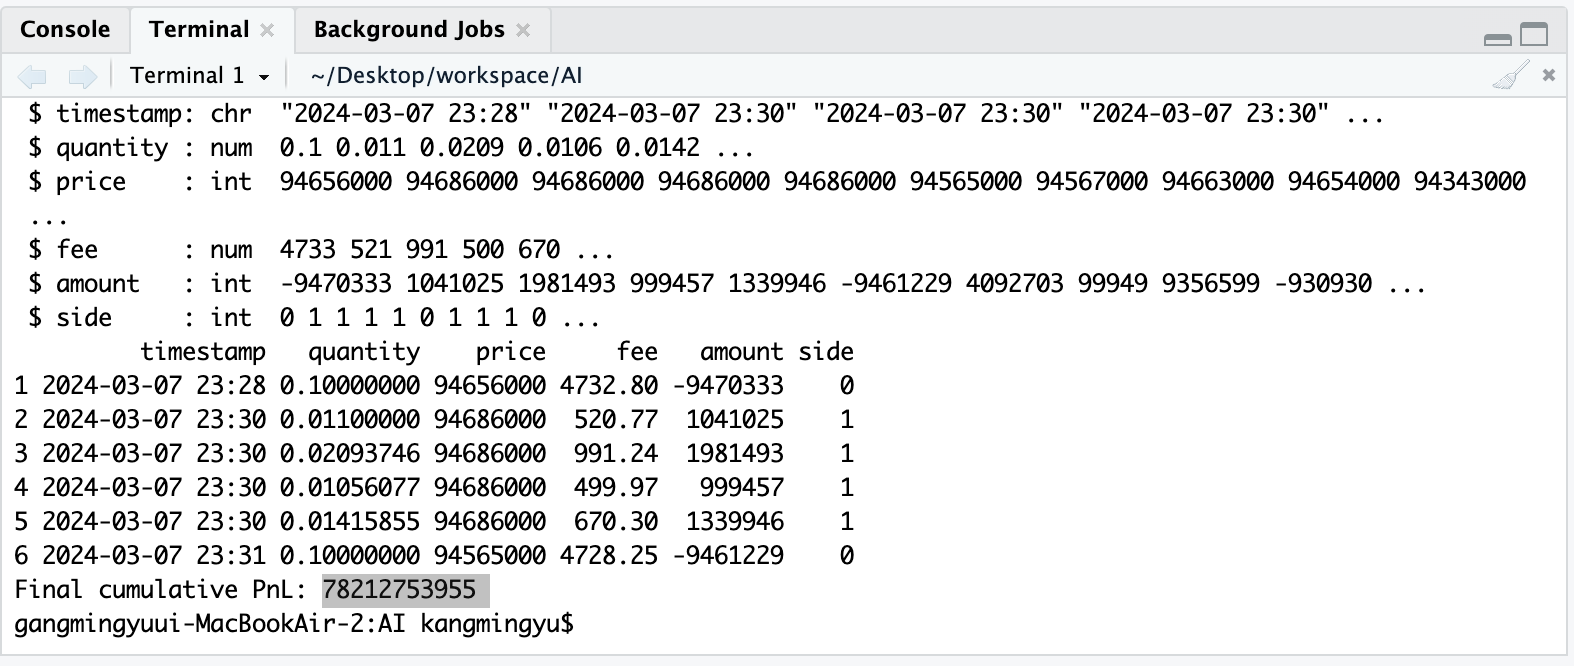 Console Terminal × Background Jobs ×
Terminal 1 ~/Desktop/workspace/AI
$ timestamp: chr "2024-03-07 23:28" "2024-03-07 23:30" "2024-03-07 23:30" "2024-03-07 23:30" ...
$ quantity : num 0.1 0.011 0.0209 0.0106 0.0142 ...
$ price : int 94656000 94686000 94686000 94686000 94686000 94565000 94567000 94663000 94654000 94343000
...
$ fee : num 4733 521 991 500 670 ...
$ amount : int -9470333 1041025 1981493 999457 1339946 -9461229 4092703 99949 9356599 -930930 ...
$ side : int 0 1 1 1 1 0 1 1 1 0 ...
timestamp quantity price fee amount side
1 2024-03-07 23:28 0.10000000 94656000 4732.80 -9470333 0
2 2024-03-07 23:30 0.01100000 94686000 520.77 1041025 1
3 2024-03-07 23:30 0.02093746 94686000 991.24 1981493 1
4 2024-03-07 23:30 0.01056077 94686000 499.97 999457 1
5 2024-03-07 23:30 0.01415855 94686000 670.30 1339946 1
6 2024-03-07 23:31 0.10000000 94565000 4728.25 -9461229 0
Final cumulative PnL: 78212753955
gangmingyuui-MacBookAir-2:AI kangmingyu$